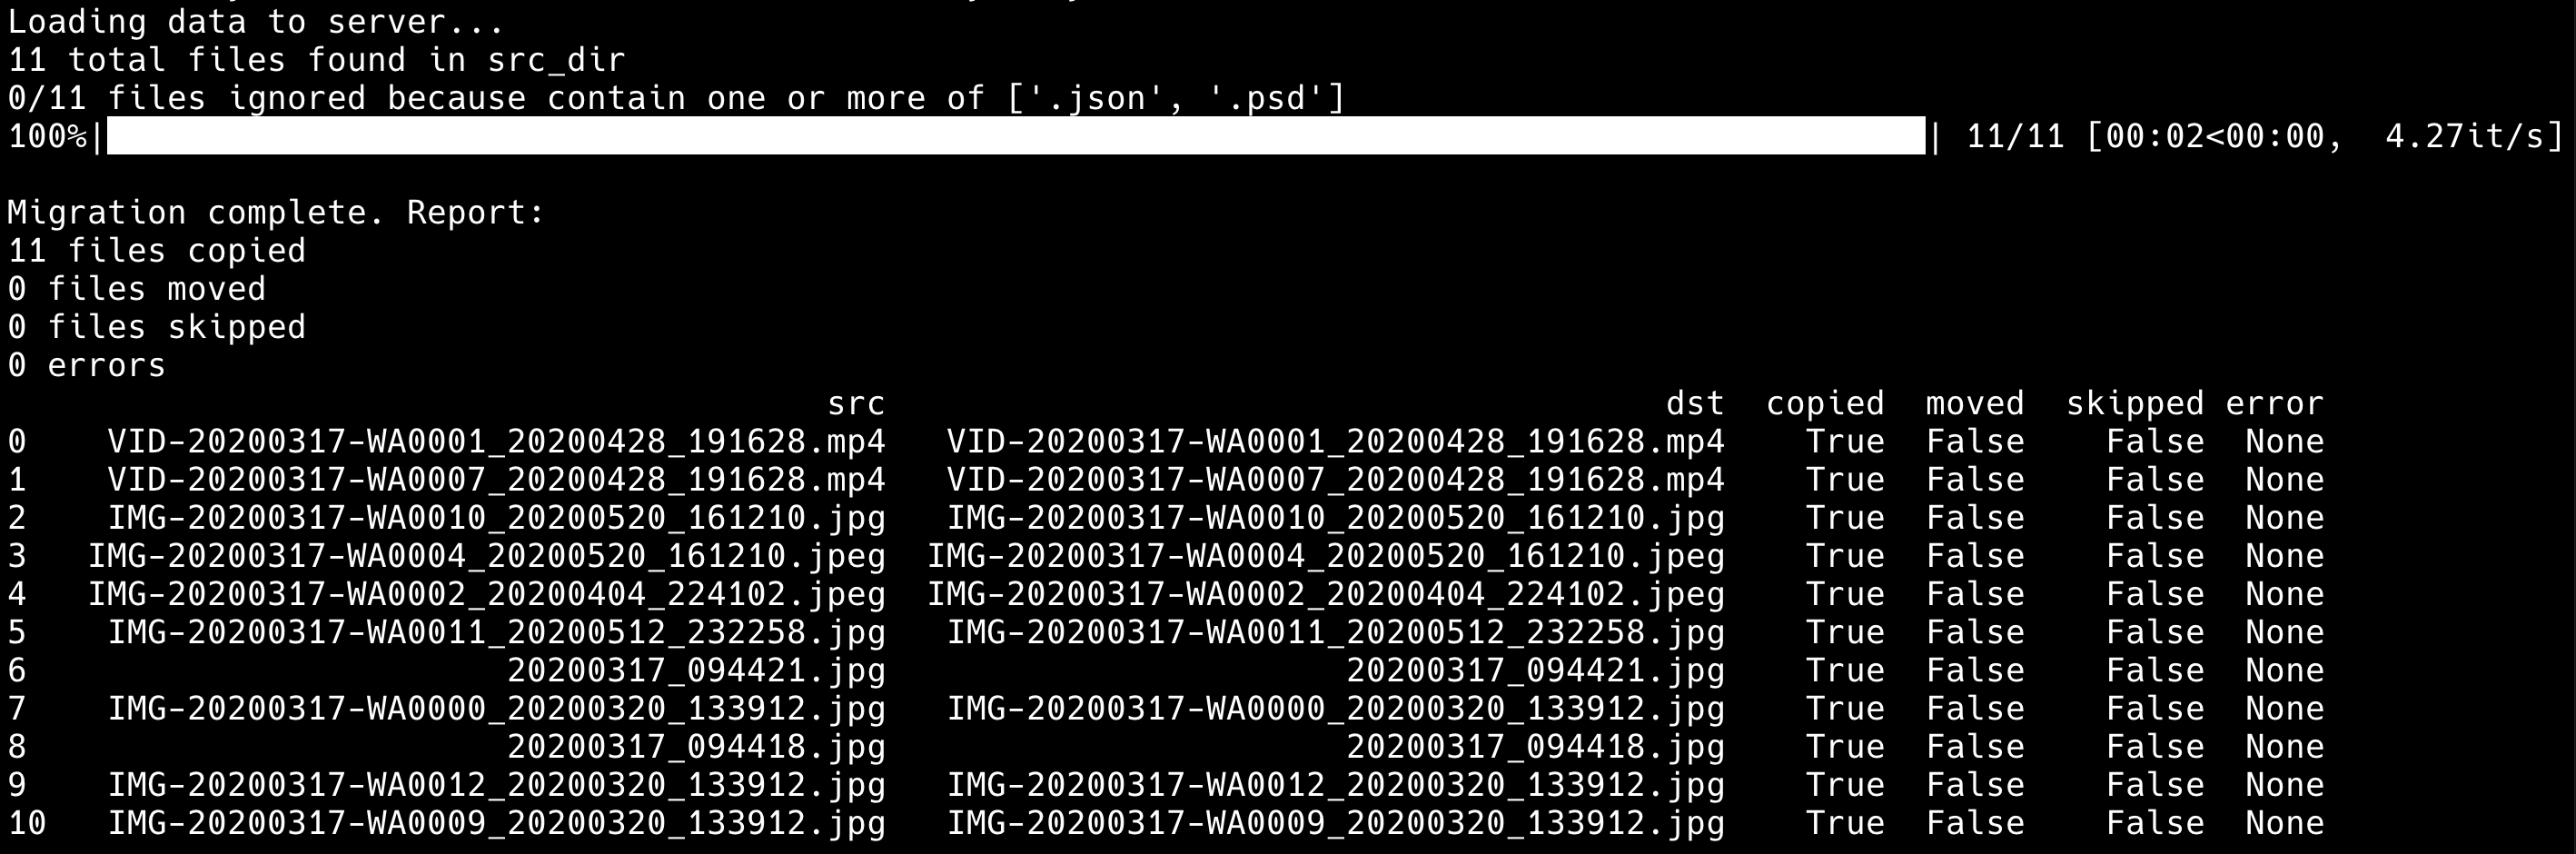 Loading data to server...
11 total files found in src_dir
0/11 files ignored because contain one or more of ['.json', '.psd']
100%| | 11/11 [00:02<00:00,  4.27it/s]
Migration complete. Report:
11 files copied
0 files moved
0 files skipped
0 errors
src dst copied moved skipped error
0 VID-20200317-WA0001_20200428_191628.mp4 VID-20200317-WA0001_20200428_191628.mp4 True False False None
1 VID-20200317-WA0007_20200428_191628.mp4 VID-20200317-WA0007_20200428_191628.mp4 True False False None
2 IMG-20200317-WA0010_20200520_161210.jpg IMG-20200317-WA0010_20200520_161210.jpg True False False None
3 IMG-20200317-WA0004_20200520_161210.jpeg IMG-20200317-WA0004_20200520_161210.jpeg True False False None
4 IMG-20200317-WA0002_20200404_224102.jpeg IMG-20200317-WA0002_20200404_224102.jpeg True False False None
5 IMG-20200317-WA0011_20200512_232258.jpg IMG-20200317-WA0011_20200512_232258.jpg True False False None
6 20200317_094421.jpg 20200317_094421.jpg True False False None
7 IMG-20200317-WA0000_20200320_133912.jpg IMG-20200317-WA0000_20200320_133912.jpg True False False None
8 20200317_094418.jpg 20200317_094418.jpg True False False None
9 IMG-20200317-WA0012_20200320_133912.jpg IMG-20200317-WA0012_20200320_133912.jpg True False False None
10 IMG-20200317-WA0009_20200320_133912.jpg IMG-20200317-WA0009_20200320_133912.jpg True False False None